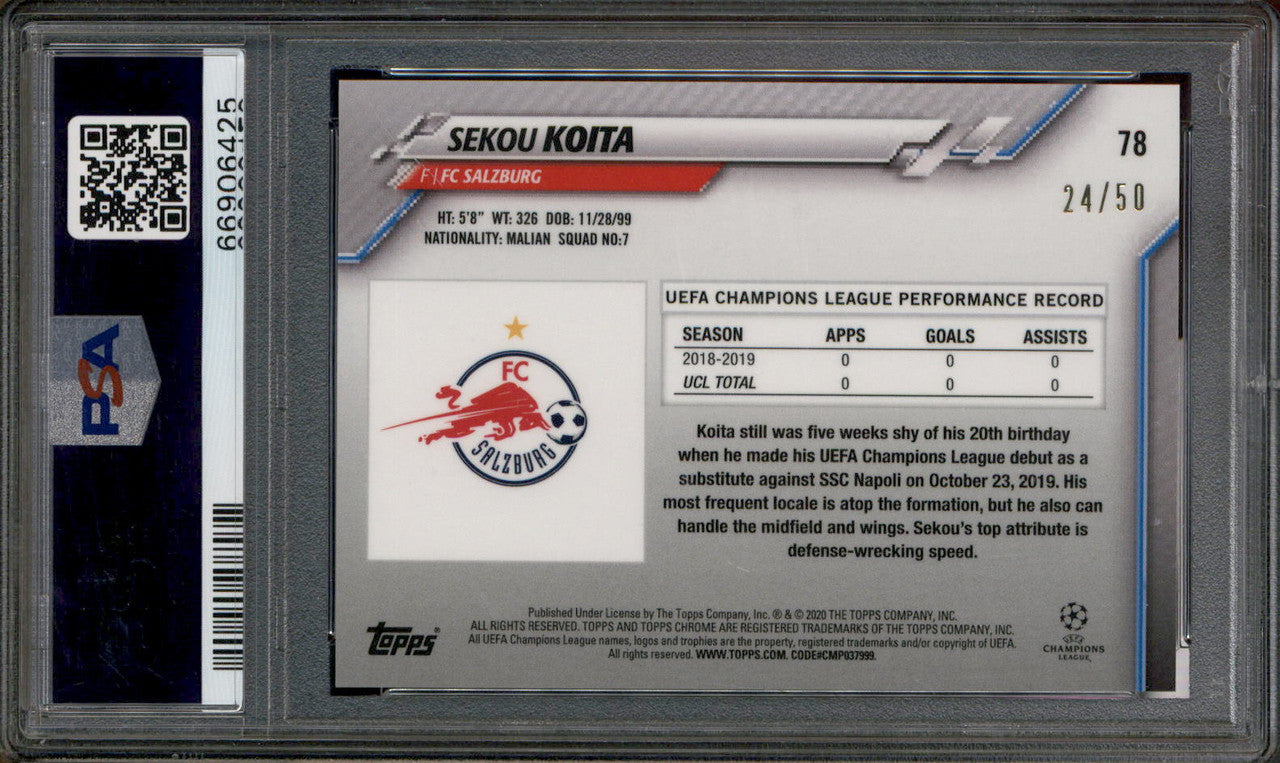 66906425
PSA
SEKOU KOITA
F | FC SALZBURG
78
24/50
HT: 5'8" WT: 326 DOB: 11/28/99
NATIONALITY: MALIAN SQUAD NO:7
FC
SALZBURG
UEFA CHAMPIONS LEAGUE PERFORMANCE RECORD
SEASON APPS GOALS ASSISTS
2018-2019 0 0 0
UCL TOTAL 0 0 0
Koita still was five weeks shy of his 20th birthday
when he made his UEFA Champions League debut as a
substitute against SSC Napoli on October 23, 2019. His
most frequent locale is atop the formation, but he also can
handle the midfield and wings. Sekou's top attribute is
defense-wrecking speed.
Topps®
Published Under License by The Topps Company, Inc. ® & © 2020 THE TOPPS COMPANY, INC.
ALL RIGHTS RESERVED. TOPPS AND TOPPS CHROME ARE REGISTERED TRADEMARKS OF THE TOPPS COMPANY, INC.
All UEFA Champions League names, logos and trophies are the property, registered trademarks and/or copyright of UEFA.
All rights reserved. WWW.TOPPS.COM. CODE#CMP037999.
UEFA
CHAMPIONS
LEAGUE